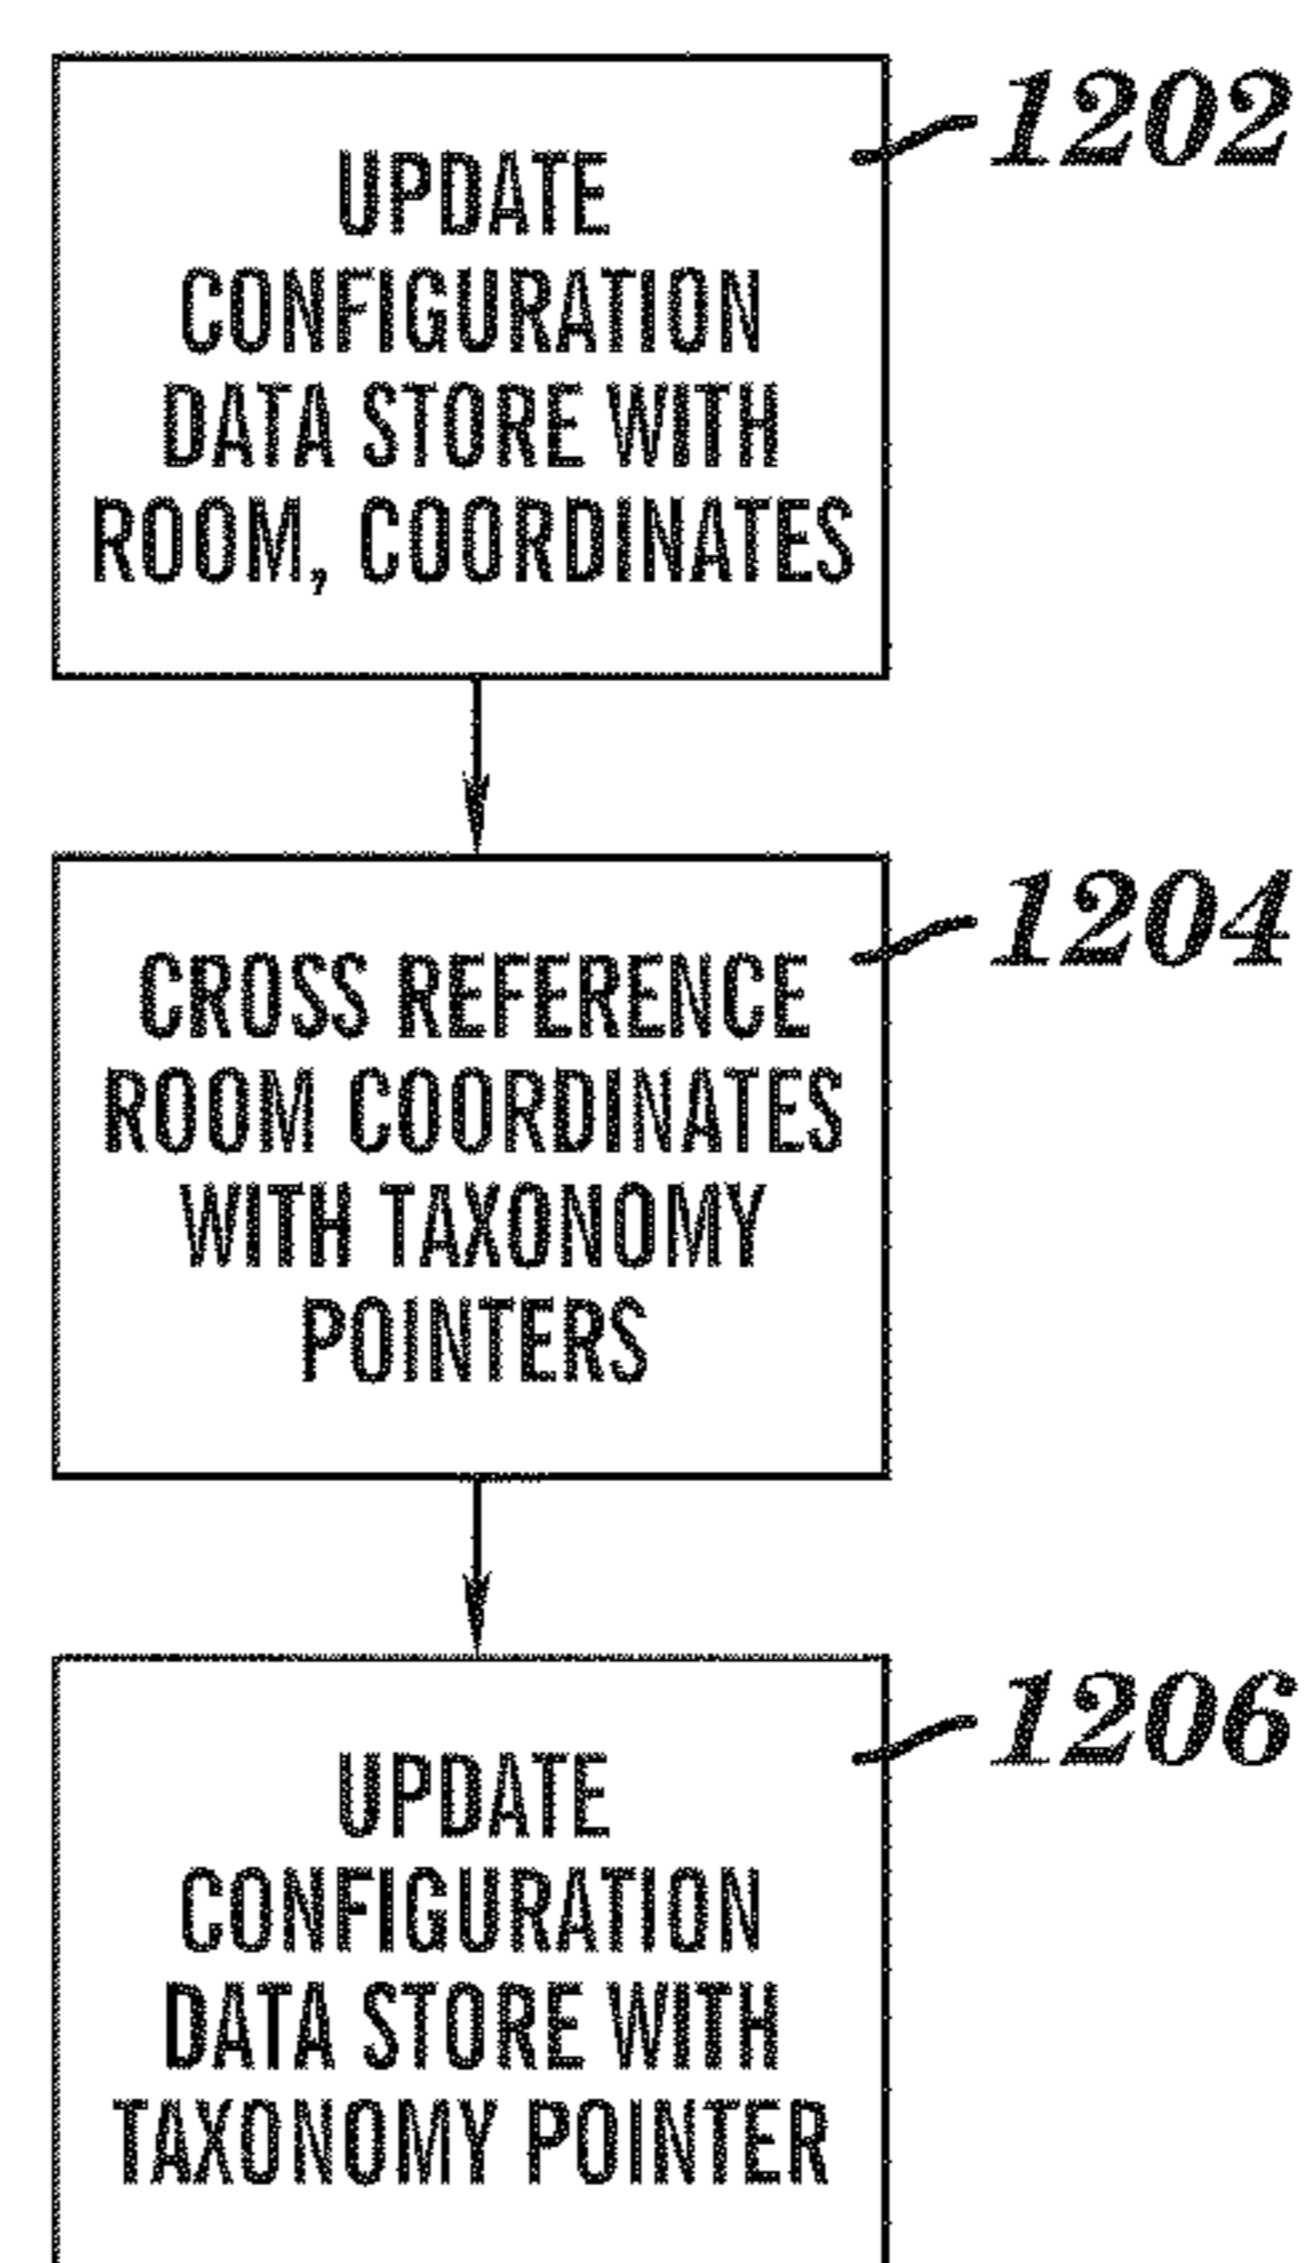 UPDATE
CONFIGURATION
DATA STORE WITH
ROOM, COORDINATES
1202
CROSS REFERENCE
ROOM COORDINATES
WITH TAXONOMY
POINTERS
1204
UPDATE
CONFIGURATION
DATA STORE WITH
TAXONOMY POINTER
1206